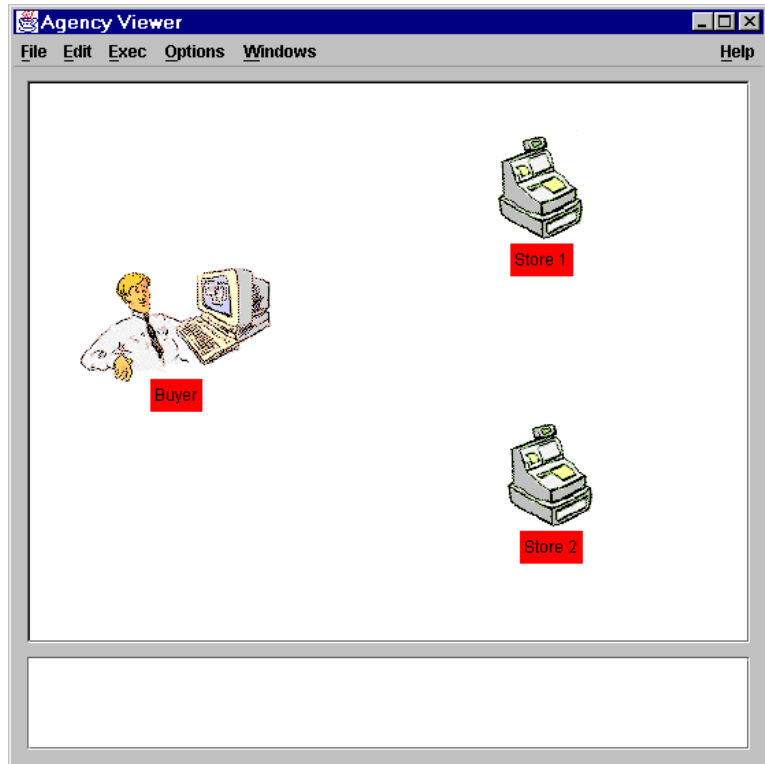 Agency Viewer
File Edit Exec Options Windows Help
Store 1
Buyer
Store 2